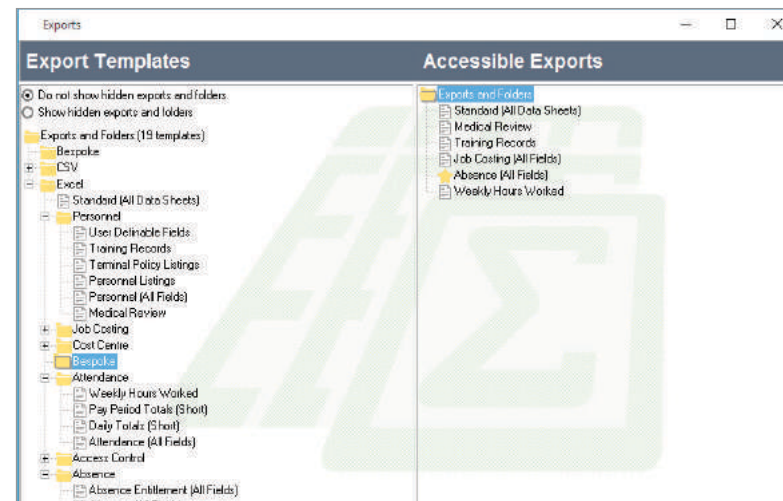 Exports
Export Templates
Accessible Exports
Do not show hidden exports and folders
Show hidden exports and folders
Exports and Folders (19 templates)
Bespoke
CSV
Excel
Standard (All Data Sheets)
Personnel
User Definable Fields
Training Records
Terminal Policy Listings
Personnel Listings
Personnel (All Fields)
Medical Review
Job Costing
Cost Centre
Bespoke
Attendance
Weekly Hours Worked
Pay Period Totals (Short)
Daily Totals (Short)
Attendance (All Fields)
Access Control
Absence
Absence Entitlement (All Fields)
Exports and Folders
Standard (All Data Sheets)
Medical Review
Training Records
Job Costing (All Fields)
Absence (All Fields)
Weekly Hours Worked